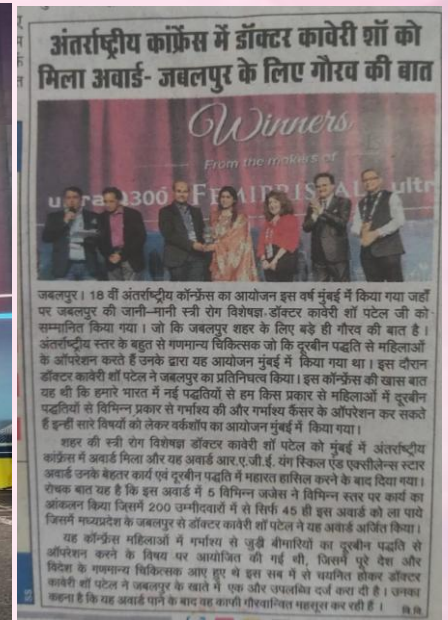 अंतर्राष्ट्रीय कांफ्रेंस में डॉक्टर कावेरी शॉ को
मिला अवार्ड- जबलपुर के लिए गौरव की बात
Winners
From the makers of
300 FEMIPRISTAL ultr
जबलपुर। 18 वीं अंतर्राष्ट्रीय कॉन्फ्रेंस का आयोजन इस वर्ष मुंबई में किया गया जहाँ
पर जबलपुर की जानी-मानी स्त्री रोग विशेषज्ञ डॉक्टर कावेरी शॉ पटेल जी को
सम्मानित किया गया। जो कि जबलपुर शहर के लिए बड़े ही गौरव की बात है।
अंतर्राष्ट्रीय स्तर के बहुत से गणमान्य चिकित्सक जो कि दूरबीन पद्धति से महिलाओं
के ऑपरेशन करते हैं उनके द्वारा यह आयोजन मुंबई में किया गया था। इस दौरान
डॉक्टर कावेरी शॉ पटेल ने जबलपुर का प्रतिनिधित्व किया। इस कॉन्फ्रेंस की खास बात
यह थी कि हमारे भारत में नई पद्धतियों से हम किस प्रकार से महिलाओं में दूरबीन
पद्धतियों से विभिन्न प्रकार से गर्भाशय की और गर्भाशय कैंसर के ऑपरेशन कर सकते
हैं इन्हीं सारे विषयों को लेकर वर्कशॉप का आयोजन मुंबई में किया गया।
शहर की स्त्री रोग विशेषज्ञ डॉक्टर कावेरी शॉ पटेल को मुंबई में अंतर्राष्ट्रीय
कांफ्रेंस में अवार्ड मिला और यह अवार्ड आर.ए.जी.ई. यंग स्किल एंड एक्सीलेन्स स्टार
अवार्ड उनके बेहतर कार्य एवं दूरबीन पद्धति में महारत हासिल करने के बाद दिया गया।
रोचक बात यह है कि इस अवार्ड में 5 विभिन्न जजेस ने विभिन्न स्तर पर कार्य का
आंकलन किया जिसमें 200 उम्मीदवारों में से सिर्फ 45 ही इस अवार्ड को ला पाये
जिसमें मध्यप्रदेश के जबलपुर से डॉक्टर कावेरी शॉ पटेल ने यह अवार्ड अर्जित किया।
यह कॉन्फ्रेंस महिलाओं में गर्भाशय से जुड़ी बीमारियों का दूरबीन पद्धति से
ऑपरेशन करने के विषय पर आयोजित की गई थी, जिसमें पूरे देश और
विदेश के गणमान्य चिकित्सक आए हुए थे इस सब में से चयनित होकर डॉक्टर
कावेरी शॉ पटेल ने जबलपुर के खाते में एक और उपलब्धि दर्ज करा दी है। उनका
कहना है कि यह अवार्ड पाने के बाद वह काफी गौरवान्वित महसूस कर रही हैं।
वि.वि.